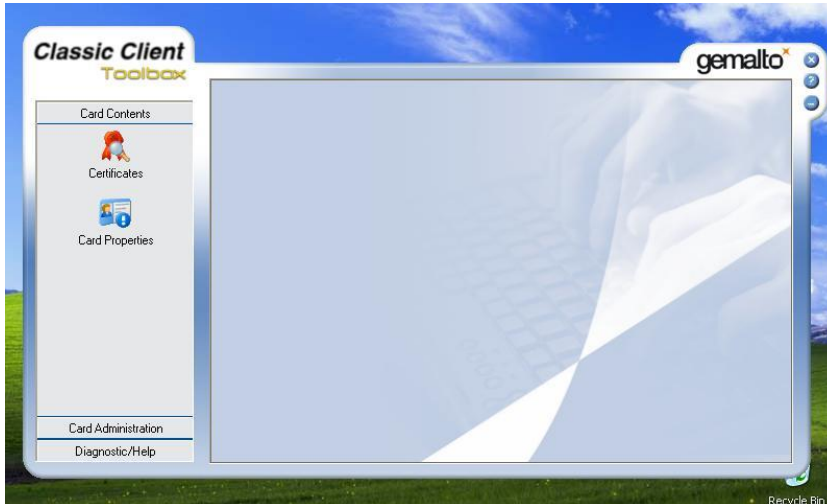 Classic Client
Toolbox
gemalto
Card Contents
Certificates
Card Properties
Card Administration
Diagnostic/Help
Recycle Bin